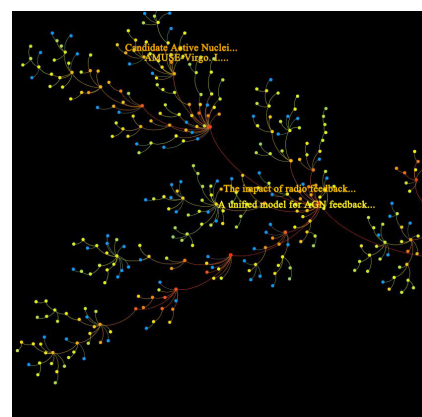 Candidate Active Nuclei...
AMUSE-Virgo. I....
The impact of radio feedback...
A unified model for AGN feedback...